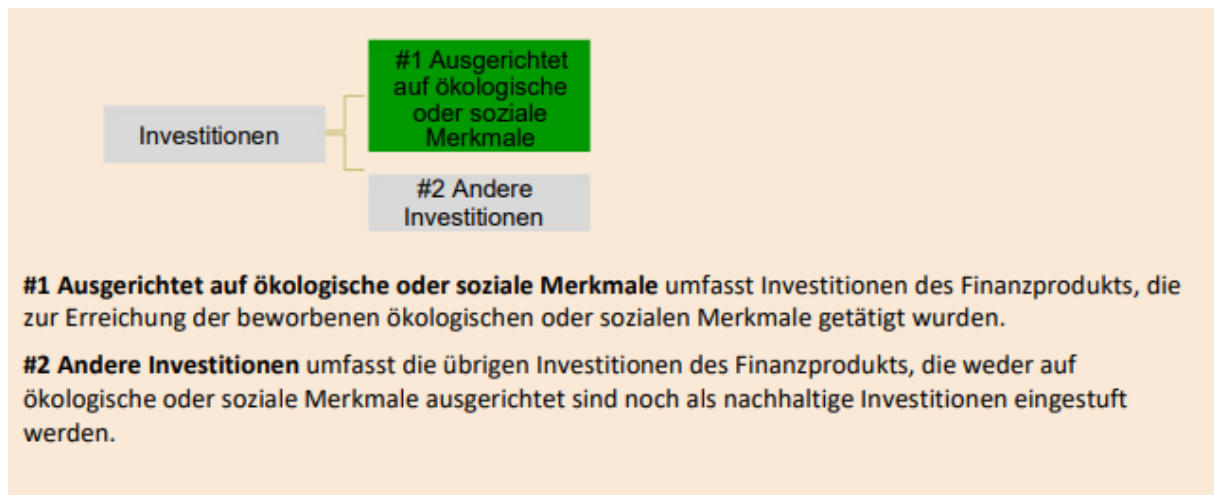 #1 Ausgerichtet
auf ökologische
oder soziale
Merkmale
Investitionen
#2 Andere
Investitionen
#1 Ausgerichtet auf ökologische oder soziale Merkmale umfasst Investitionen des Finanzprodukts, die
zur Erreichung der beworbenen ökologischen oder sozialen Merkmale getätigt wurden.
#2 Andere Investitionen umfasst die übrigen Investitionen des Finanzprodukts, die weder auf
ökologische oder soziale Merkmale ausgerichtet sind noch als nachhaltige Investitionen eingestuft
werden.